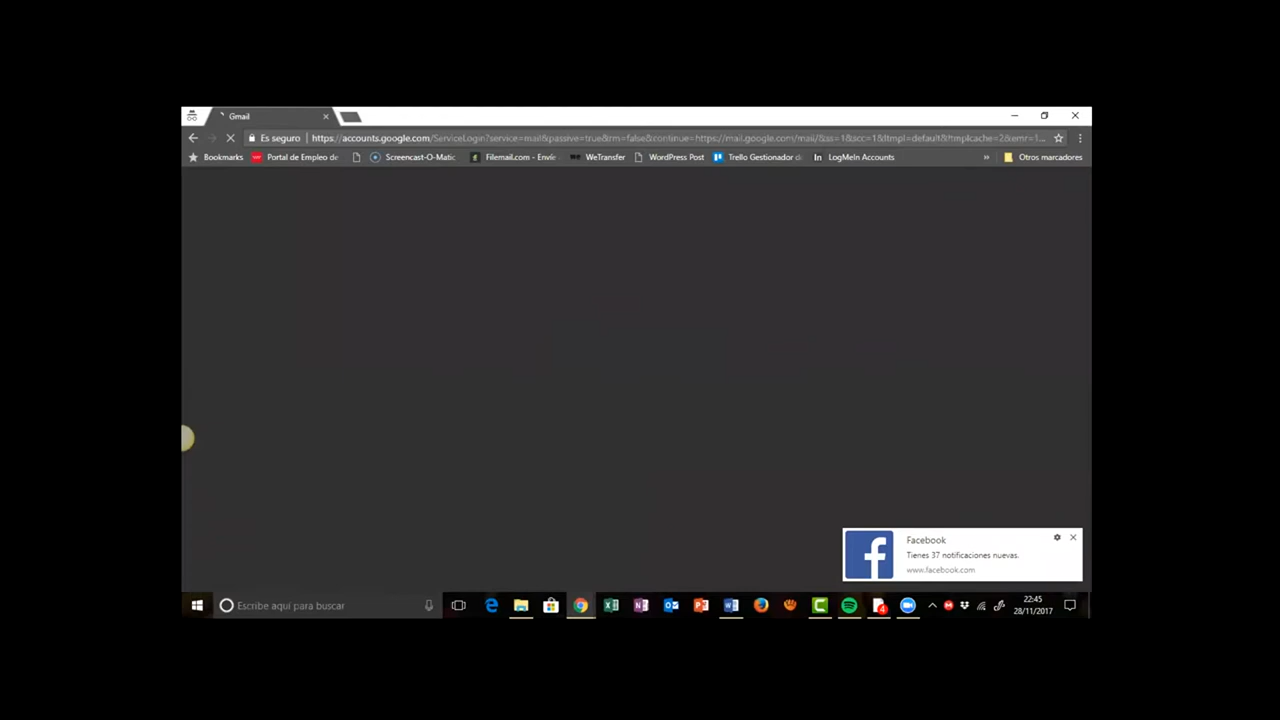 Gmail
Es seguro
https://accounts.google.com/ServiceLogin?service=mail&passive=true&rm=false&continue=https://mail.google.com/mail/&ss=1&scc=1&ltmpl=default&ltmplcache=2&emr=1...
Bookmarks Portal de Empleo de Screencast-O-Matic Filemail.com - Envíe WeTransfer WordPress Post Trello Gestionador de LogMeIn Accounts » Otros marcadores
Facebook
Tienes 37 notificaciones nuevas.
www.facebook.com
Escribe aquí para buscar
22:45
28/11/2017